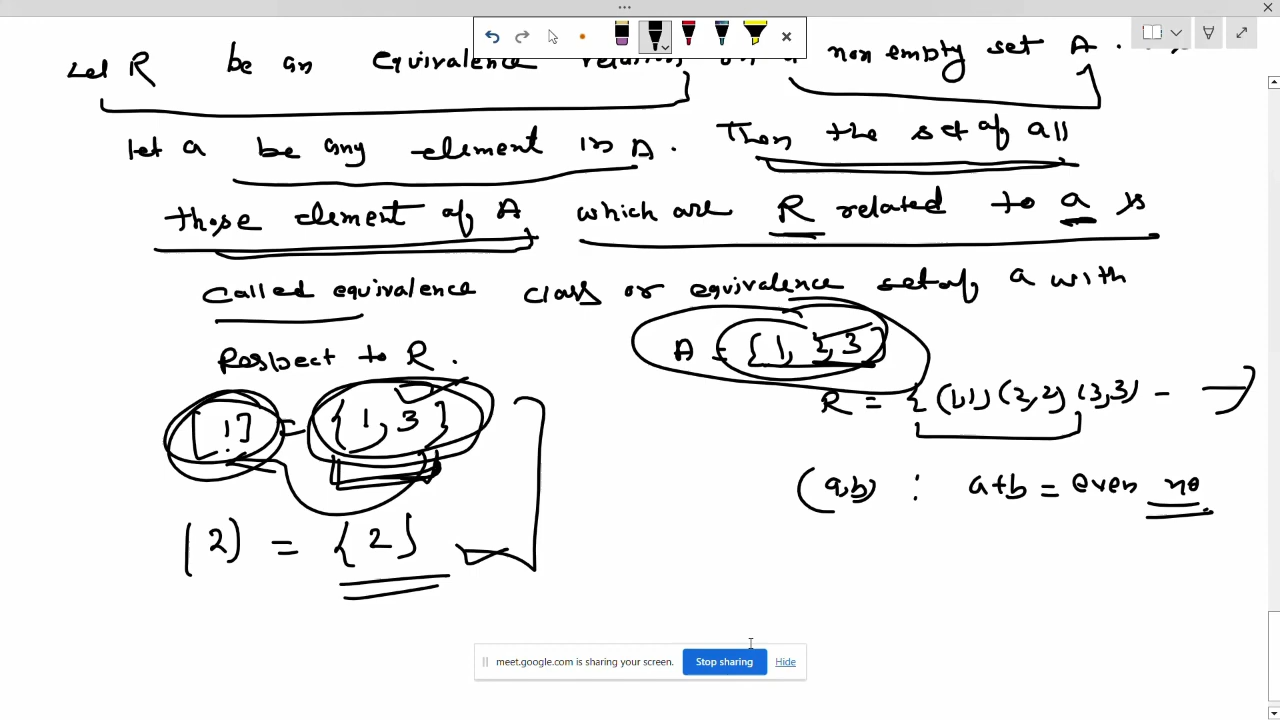 Let R be an equivalence relation on a non empty set A.
let a be any element in A. Then the set of all
those element of A which are R related to a is
Called equivalence class or equivalence set of a with
Respect to R.
A = {1, 2, 3}
R = { (1,1) (2,2) (3,3) - }
[1] = { 1, 3 }
(a,b) : a+b = even no
[2] = {2}
meet.google.com is sharing your screen. Stop sharing Hide